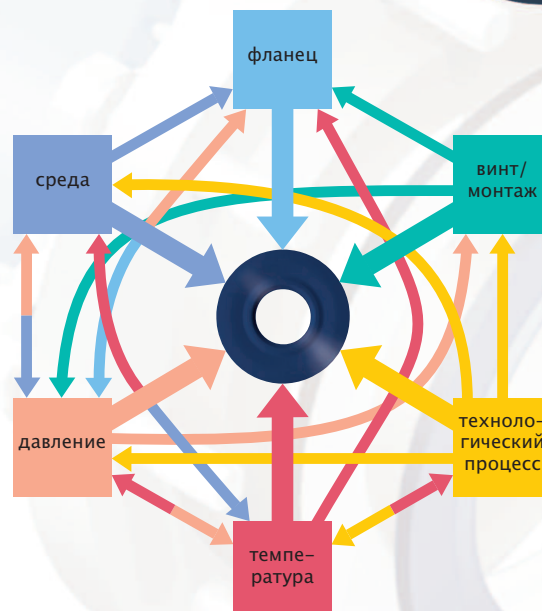 фланец
среда
винт/
монтаж
давление
техноло-
гический
процесс
темпе-
ратура